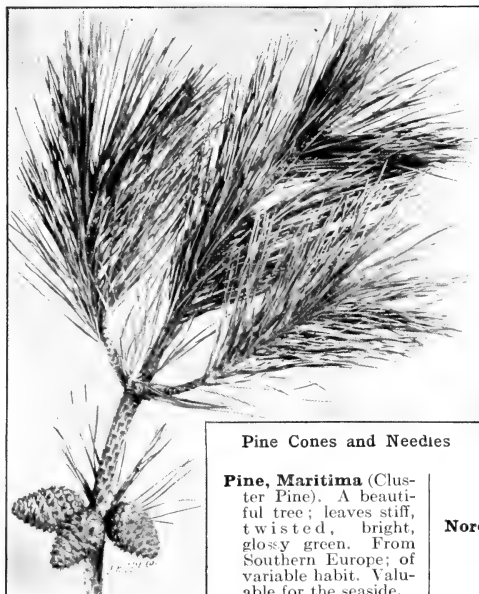 Pine Cones and Needles
Pine, Maritima (Clus-
ter Pine). A beauti-
ful tree; leaves stiff,
twisted, bright,
glossy green. From
Southern Europe; of
variable habit. Valu-
able for the seaside.